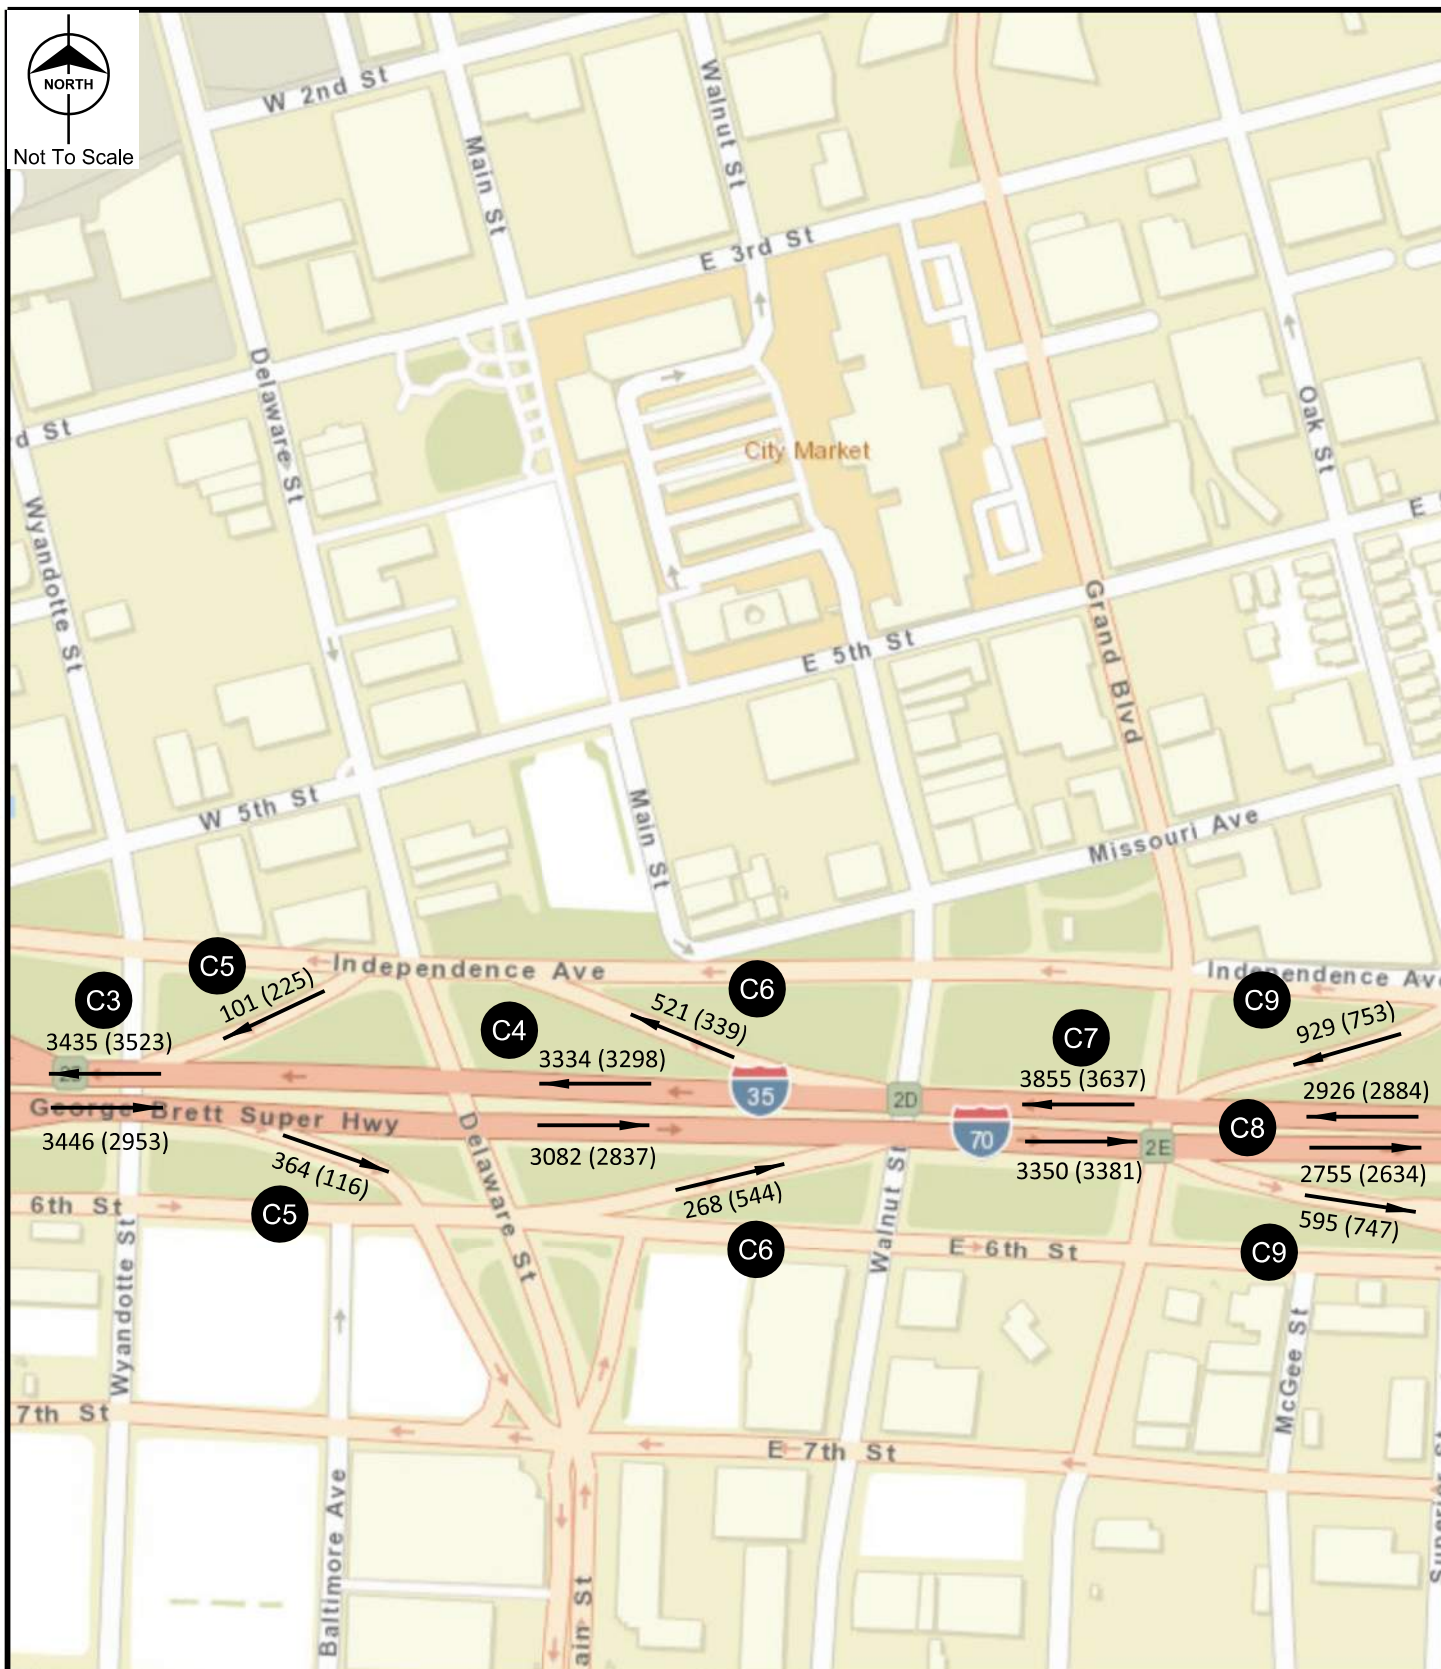 NORTH
Not To Scale
W 2nd St
Main St
Walnut St
E 3rd St
Delaware St
City Market
Oak St
rd St
E
Wyandotte St
Grand Blvd
E 5th St
W 5th St
Main St
Missouri Ave
C5
Independence Ave
C6
Independence Ave
C3
101 (225)
C4
521 (339)
C7
C9
929 (753)
3435 (3523)
3334 (3298)
35
2D
3855 (3637)
2926 (2884)
George Brett Super Hwy
70
C8
2E
3446 (2953)
364 (116)
Delaware St
3082 (2837)
268 (544)
3350 (3381)
2755 (2634)
595 (747)
6th St
C5
C6
Walnut St
E 6th St
C9
Wyandotte St
McGee St
7th St
E 7th St
Baltimore Ave
ain St
Superior St